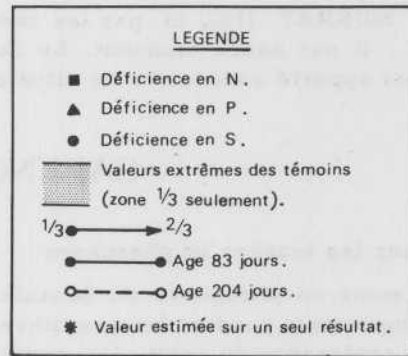 LEGENDE
Déficience en N.
Déficience en P.
Déficience en S.
Valeurs extrêmes des témoins
(zone 1/3 seulement).
1/3 2/3
Age 83 jours.
Age 204 jours.
* Valeur estimée sur un seul résultat.